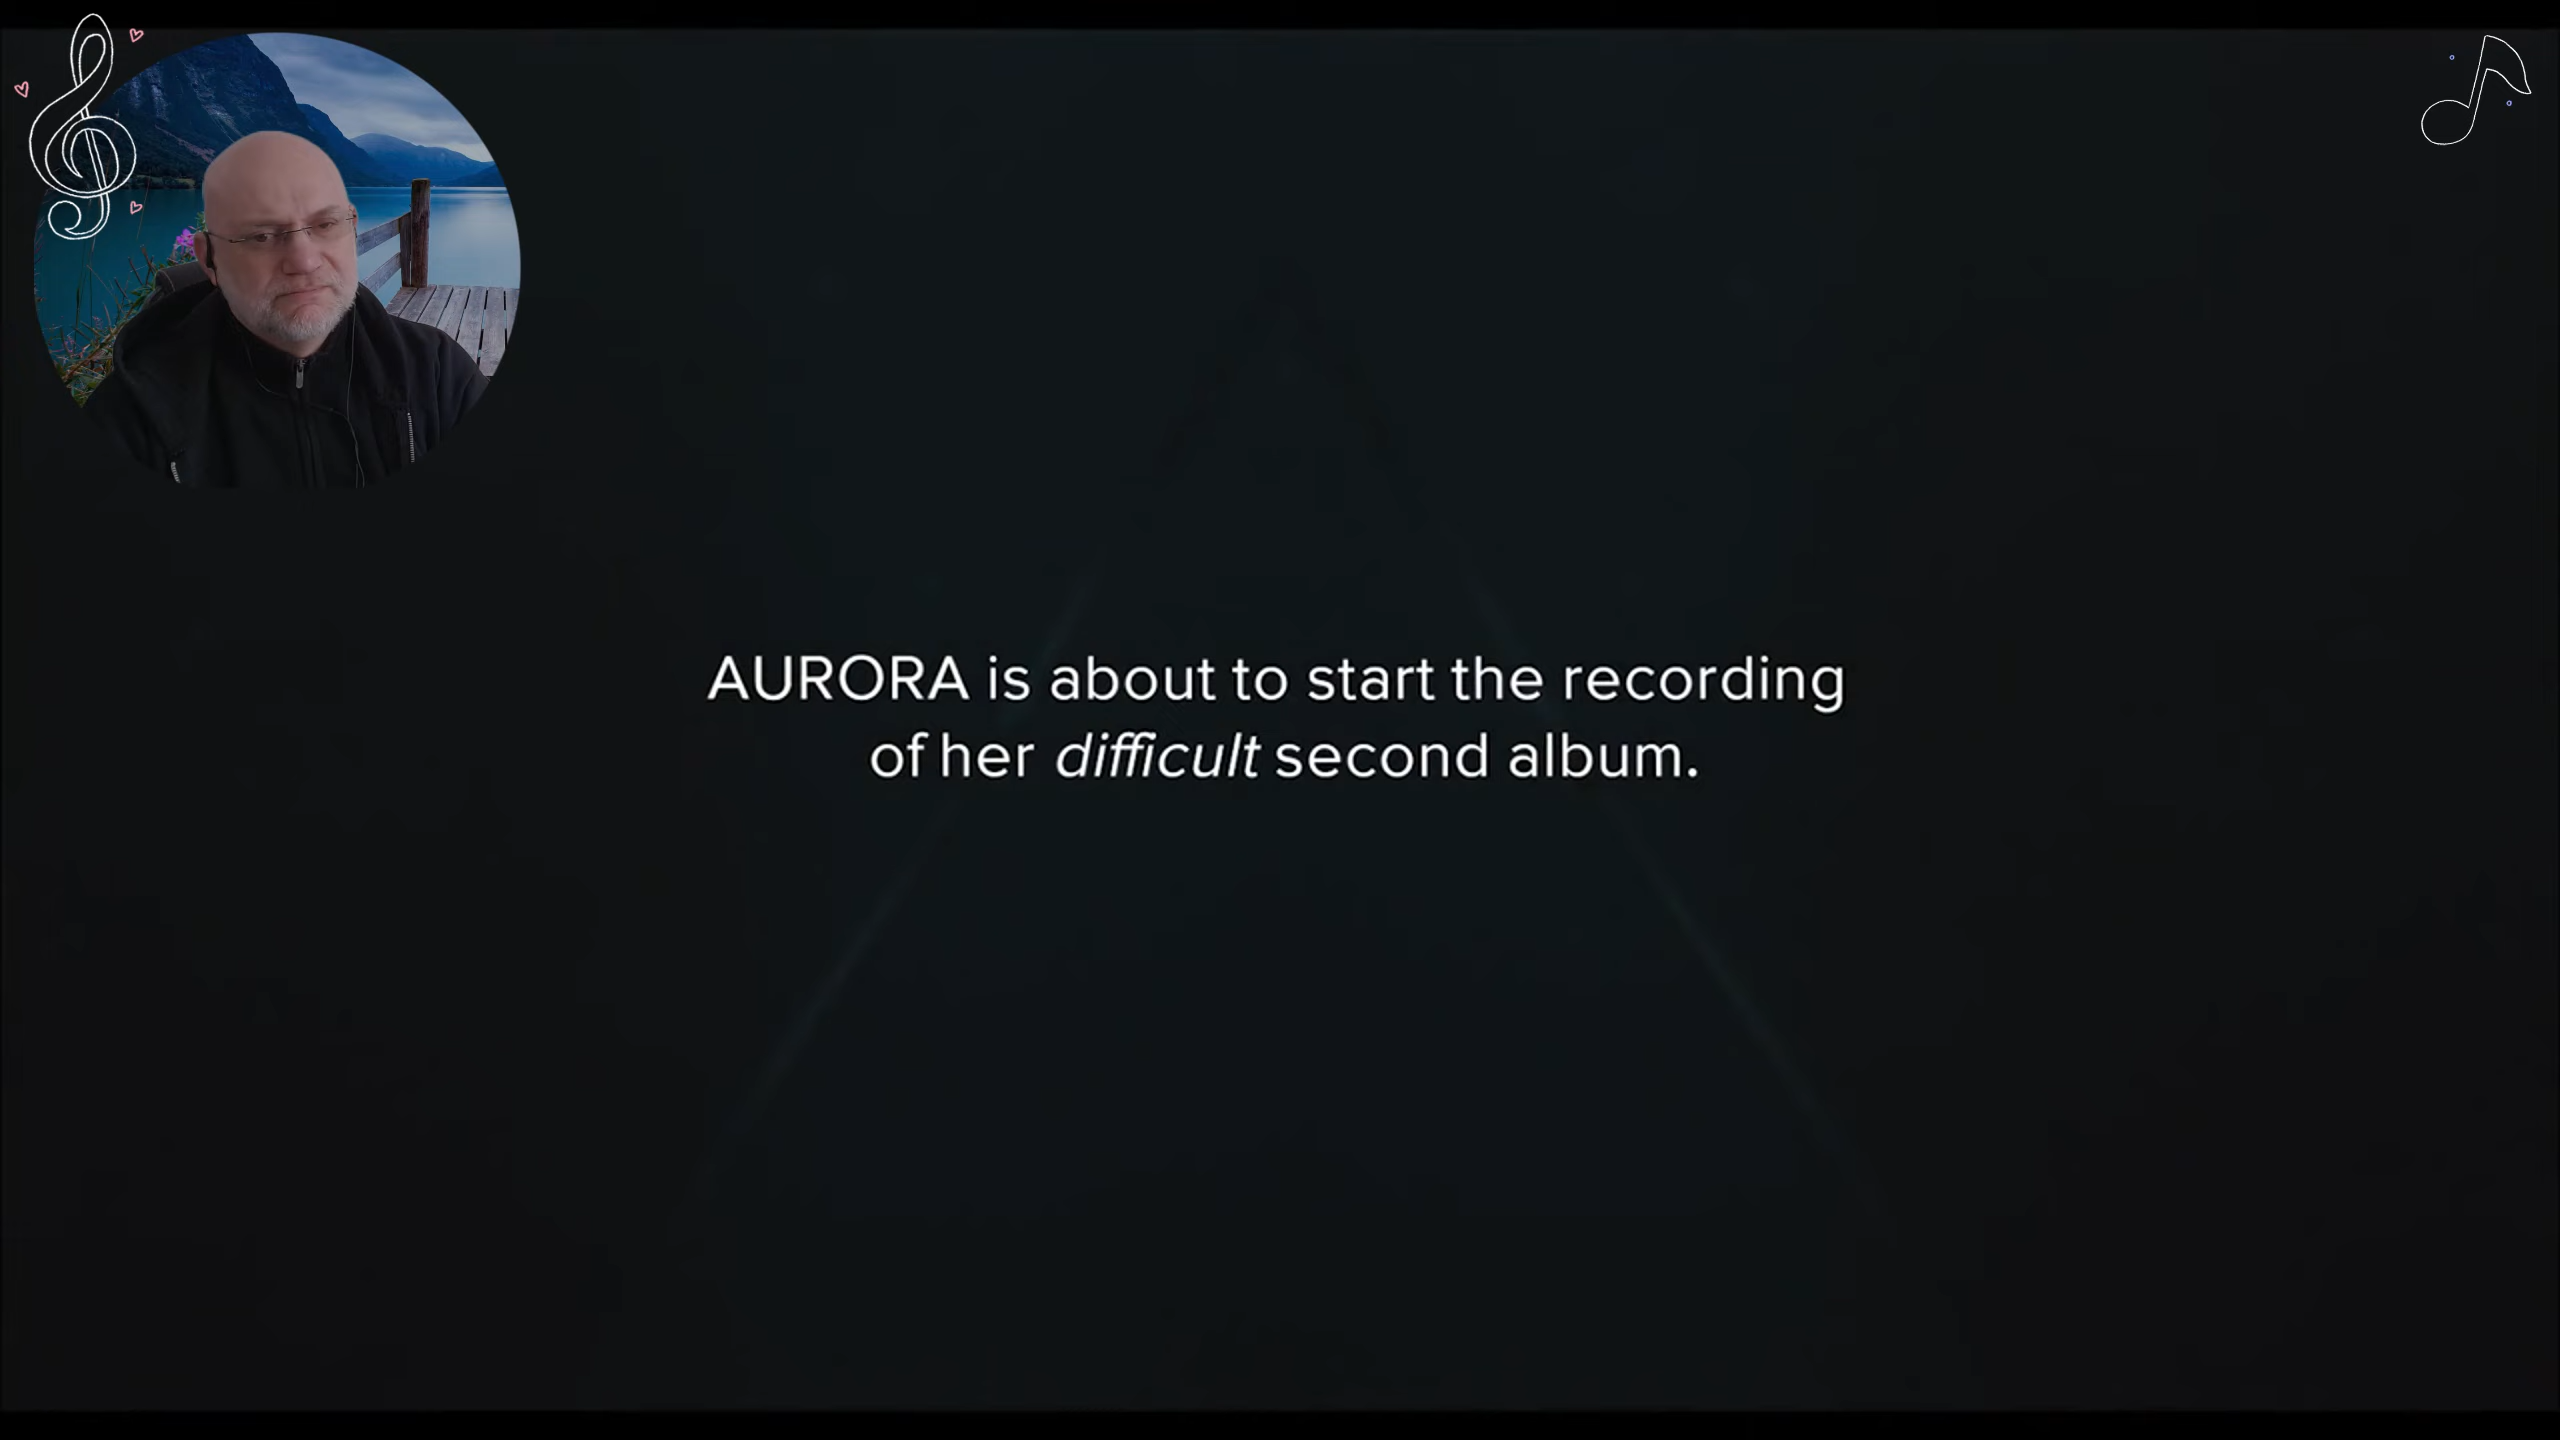 AURORA is about to start the recording
of her difficult second album.